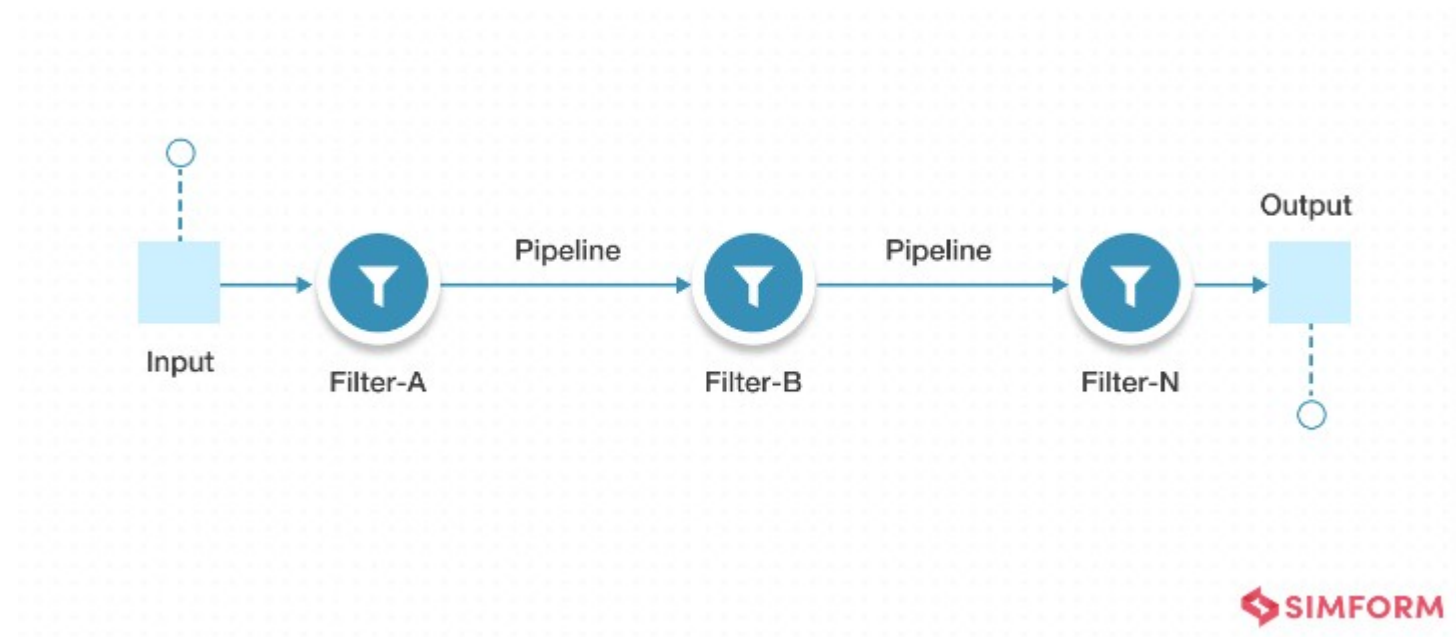 Output
Pipeline
Pipeline
Input
Filter-A
Filter-B
Filter-N
SIMFORM